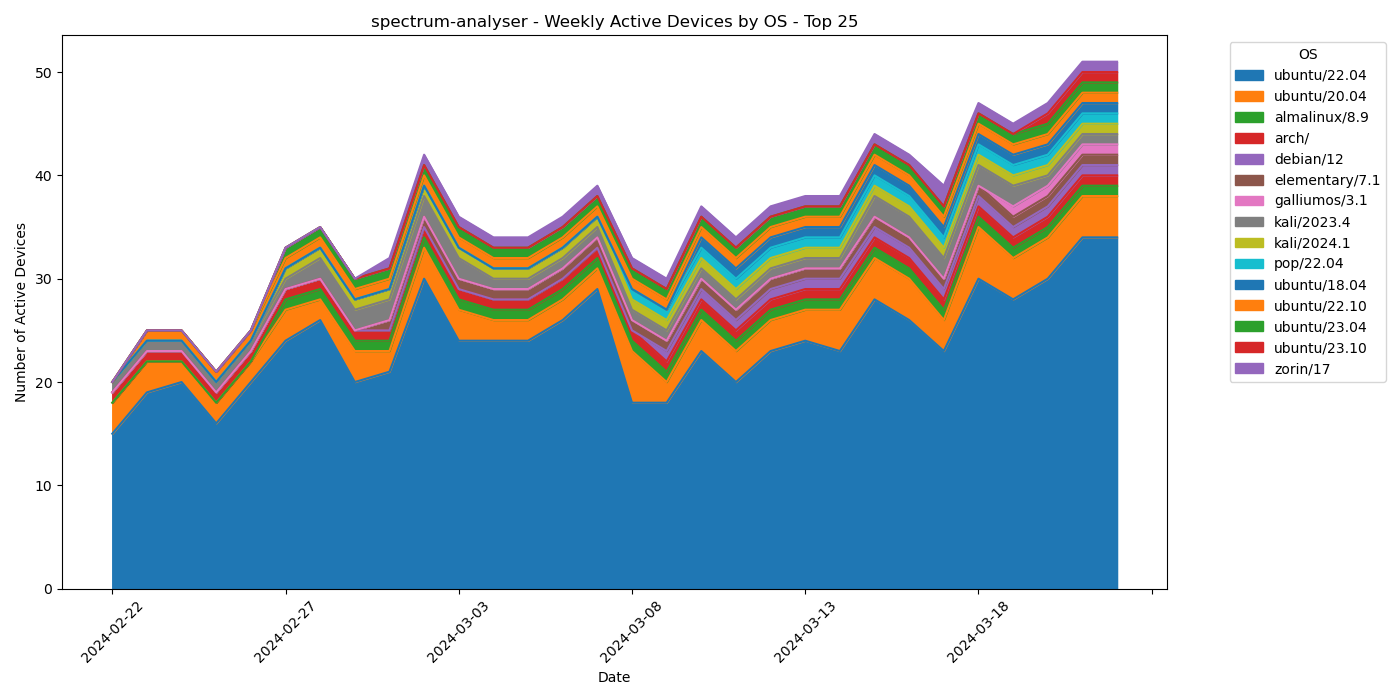 spectrum-analyser - Weekly Active Devices by OS - Top 25
Number of Active Devices
50
40
30
20
10
0
2024-02-22
2024-02-27
2024-03-03
2024-03-08
2024-03-13
2024-03-18
Date
OS
ubuntu/22.04
ubuntu/20.04
almalinux/8.9
arch/
debian/12
elementary/7.1
galliumos/3.1
kali/2023.4
kali/2024.1
pop/22.04
ubuntu/18.04
ubuntu/22.10
ubuntu/23.04
ubuntu/23.10
zorin/17